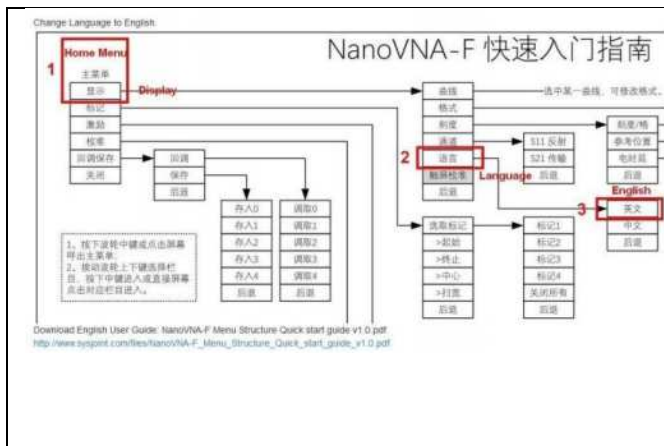 Change Language to English
NanoVNA-F 快速入门指南
Home Menu
1
主菜单
显示
Display
标记
激励
校准
回调保存
关闭
回调
保存
后退
存入0
存入1
存入2
存入3
存入4
后退
调取0
调取1
调取2
调取3
调取4
后退
曲线
选中某一曲线，可修改格式。
格式
刻度
通道
2
语言
Language
触屏校准
后退
S11 反射
S21 传输
后退
刻度/格
参考位置
电时延
后退
English
3
英文
中文
后退
选取标记
>起始
>终止
>中心
>扫宽
标记1
标记2
标记3
标记4
关闭所有
后退
后退
1、按下波轮中键或点击屏幕
呼出主菜单；
2、拨动波轮上下键选择栏
目，按下中键进入或直接屏幕
点击对应栏目进入。
Download English User Guide: NanoVNA-F Menu Structure Quick start guide v1.0.pdf
http://www.sysjoint.com/files/NanoVNA-F_Menu_Structure_Quick_start_guide_v1.0.pdf